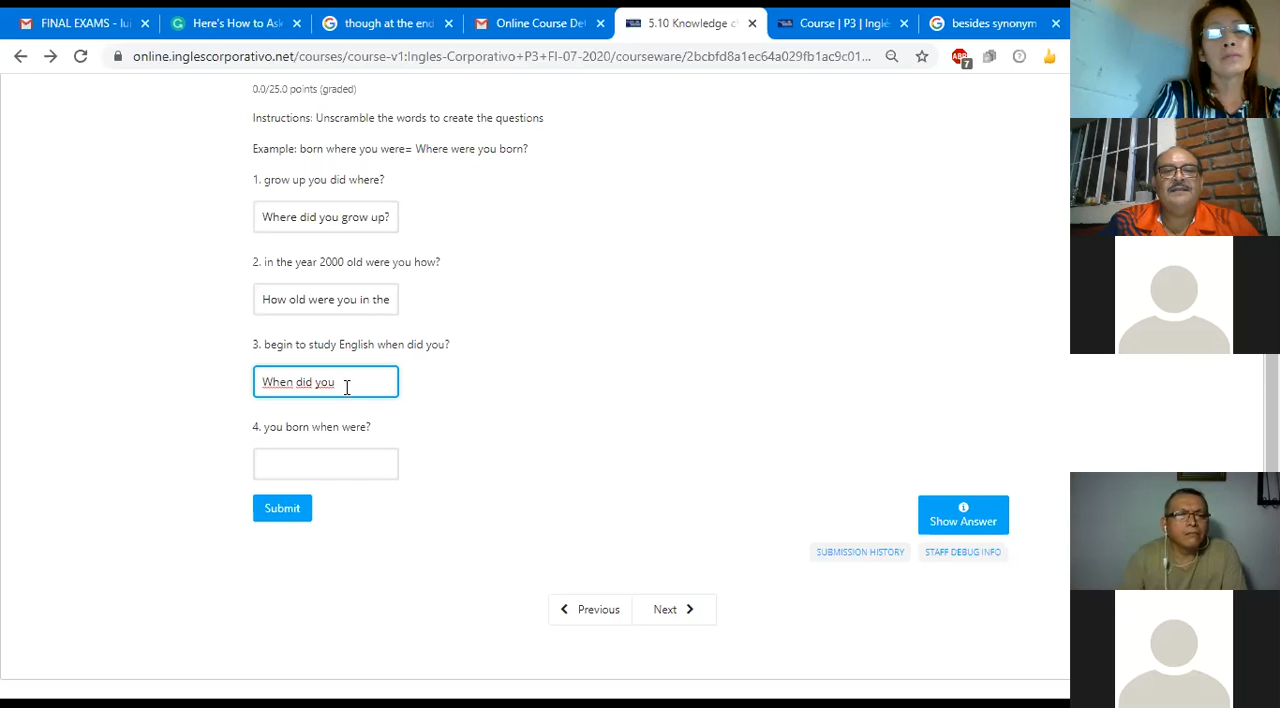 FINAL EXAMS - lui
Here's How to Ask
though at the end
Online Course Det
5.10 Knowledge c
Course | P3 | Inglé
besides synonym
online.inglescorporativo.net/courses/course-v1:Ingles-Corporativo+P3+FI-07-2020/courseware/2bcbfd8a1ec64a029fb1ac9c01...
7
0.0/25.0 points (graded)
Instructions: Unscramble the words to create the questions
Example: born where you were= Where were you born?
1. grow up you did where?
Where did you grow up?
2. in the year 2000 old were you how?
How old were you in the
3. begin to study English when did you?
When did you
4. you born when were?
Submit
Show Answer
SUBMISSION HISTORY
STAFF DEBUG INFO
Previous
Next